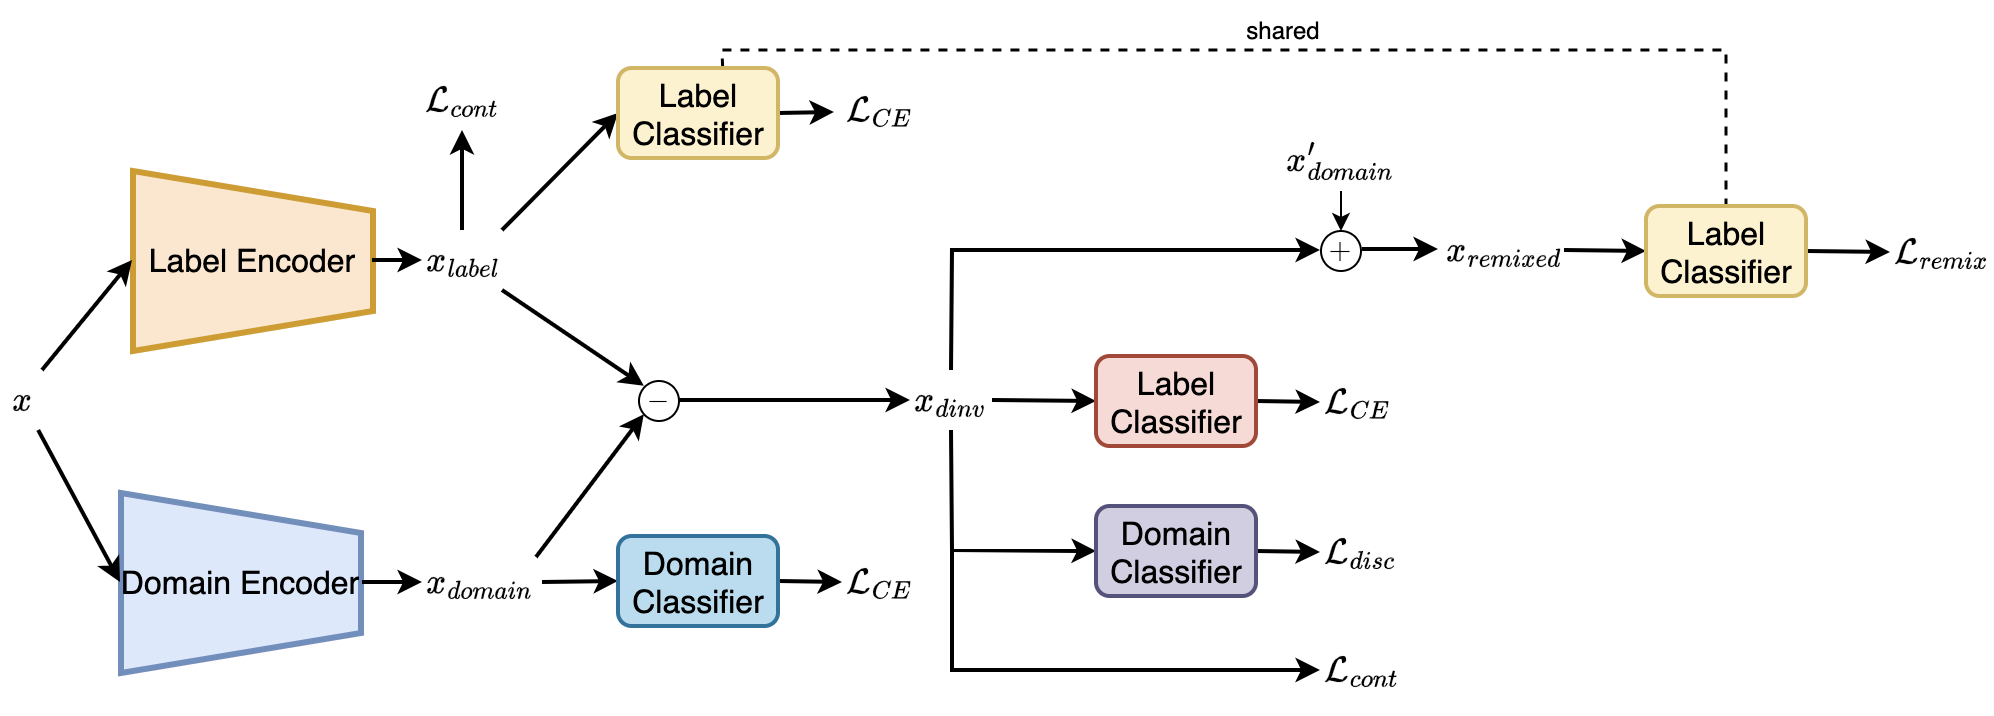 shared
Label
Classifier
$\mathcal{L}_{CE}$
$\mathcal{L}_{cont}$
$x'_{domain}$
Label Encoder
$x_{label}$
$x_{remixed}$
Label
Classifier
$\mathcal{L}_{remix}$
$x$
−
+
$x_{dinv}$
Label
Classifier
$\mathcal{L}_{CE}$
Domain Encoder
$x_{domain}$
Domain
Classifier
$\mathcal{L}_{CE}$
Domain
Classifier
$\mathcal{L}_{disc}$
$\mathcal{L}_{cont}$